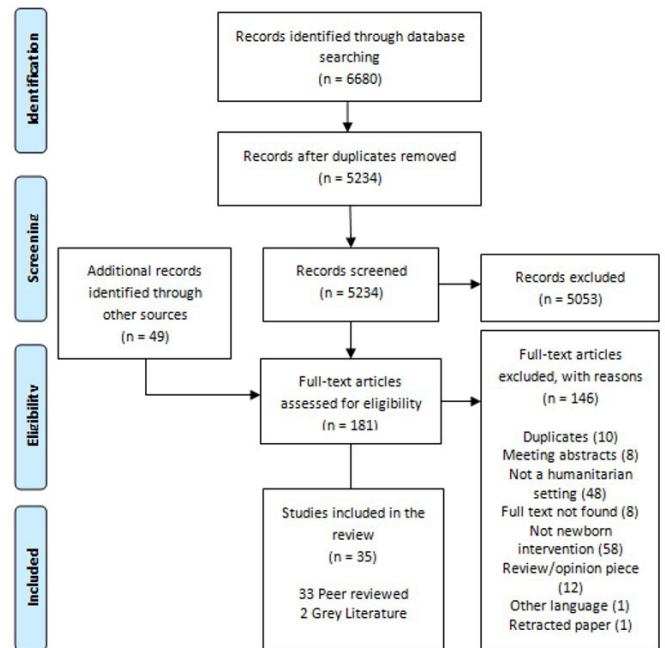 Identification
Records identified through database
searching
(n = 6680)
Records after duplicates removed
(n = 5234)
Screening
Additional records
identified through
other sources
(n = 49)
Records screened
(n = 5234)
Records excluded
(n = 5053)
Eligibility
Full-text articles
assessed for eligibility
(n = 181)
Full-text articles
excluded, with reasons
(n = 146)
Duplicates (10)
Meeting abstracts (8)
Not a humanitarian
setting (48)
Full text not found (8)
Not newborn
intervention (58)
Review/opinion piece
(12)
Other language (1)
Retracted paper (1)
Included
Studies included in the
review
(n = 35)
33 Peer reviewed
2 Grey Literature